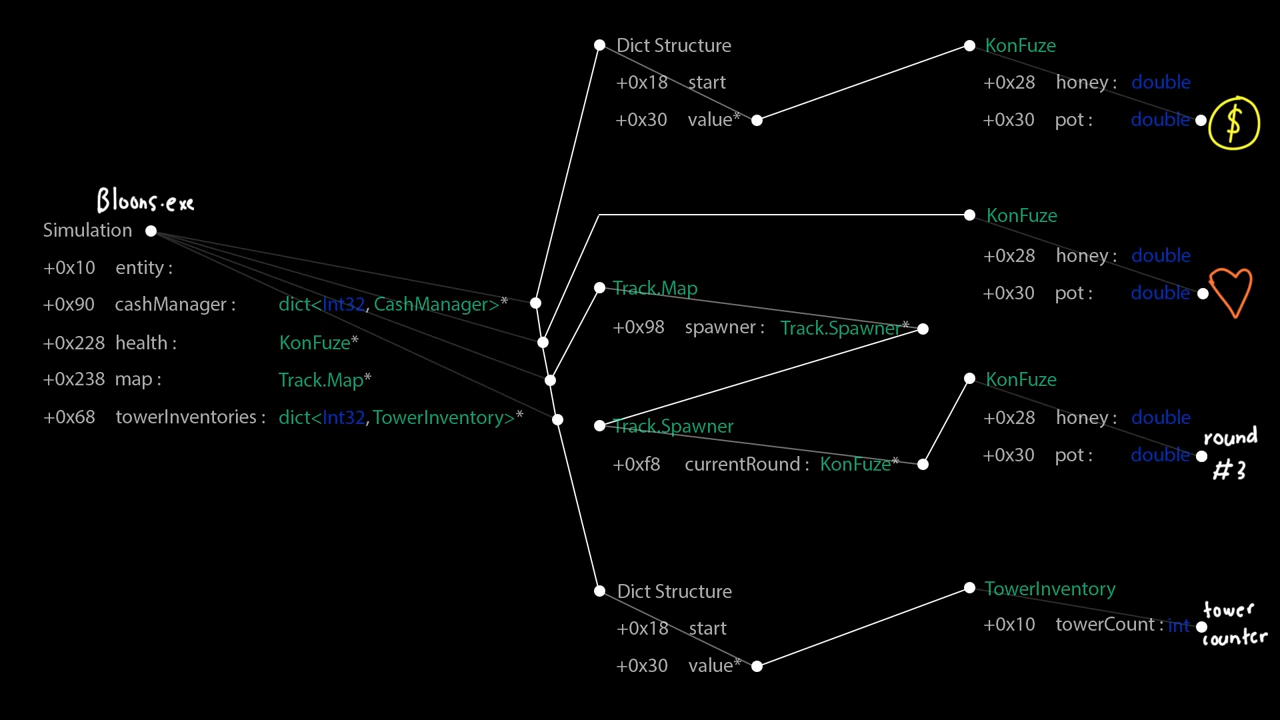 Bloons.exe
Simulation
+0x10 entity :
+0x90 cashManager : dict<Int32, CashManager>*
+0x228 health : KonFuze*
+0x238 map : Track.Map*
+0x68 towerInventories : dict<Int32, TowerInventory>*
Dict Structure
+0x18 start
+0x30 value*
KonFuze
+0x28 honey : double
+0x30 pot : double
$
KonFuze
+0x28 honey : double
+0x30 pot : double
Track.Map
+0x98 spawner : Track.Spawner*
Track.Spawner
+0xf8 currentRound : KonFuze*
KonFuze
+0x28 honey : double
+0x30 pot : double
round
#3
Dict Structure
+0x18 start
+0x30 value*
TowerInventory
+0x10 towerCount : int
tower
counter